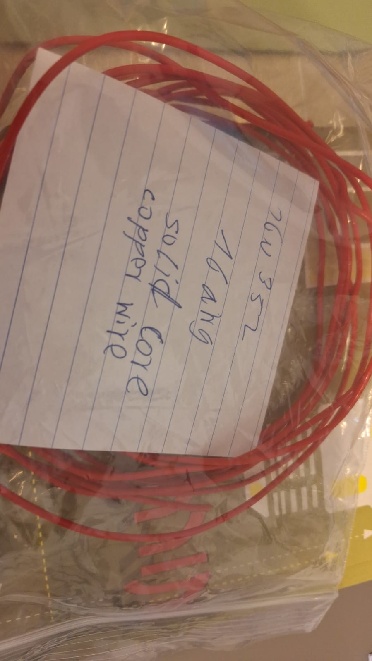 16 awg
solid core
copper wire